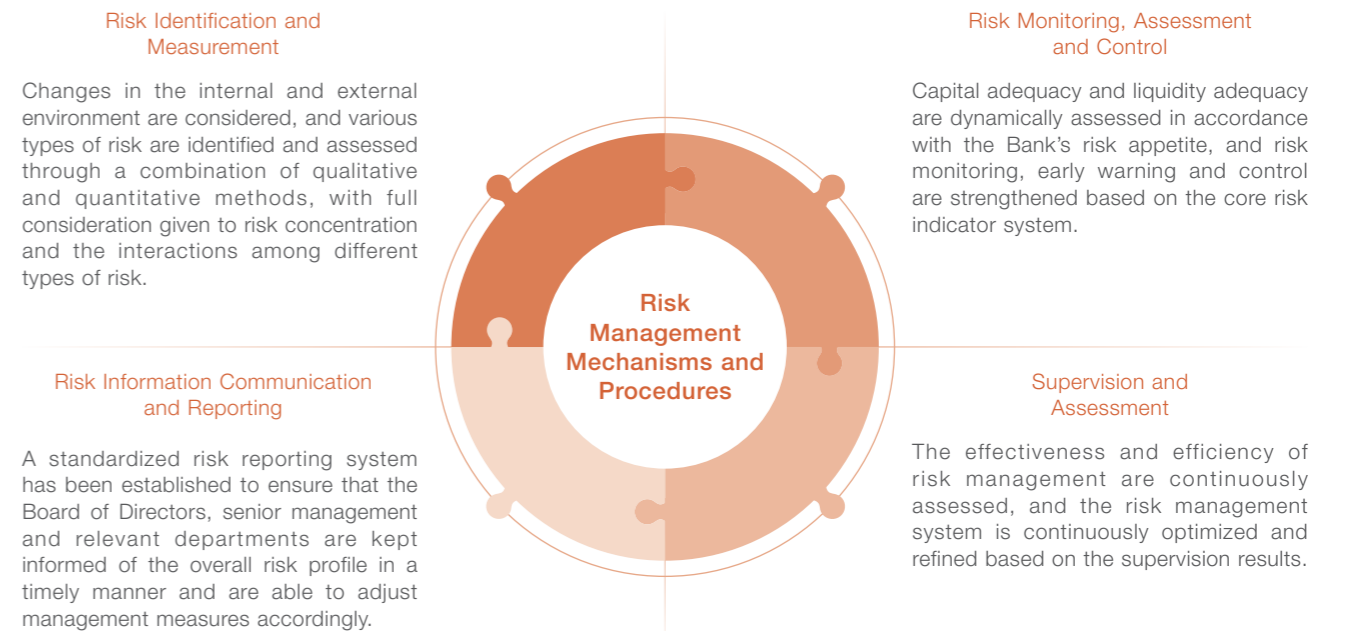 Risk Identification and
Measurement
Changes in the internal and external
environment are considered, and various
types of risk are identified and assessed
through a combination of qualitative
and quantitative methods, with full
consideration given to risk concentration
and the interactions among different
types of risk.
Risk Monitoring, Assessment
and Control
Capital adequacy and liquidity adequacy
are dynamically assessed in accordance
with the Bank’s risk appetite, and risk
monitoring, early warning and control
are strengthened based on the core risk
indicator system.
Risk
Management
Mechanisms and
Procedures
Risk Information Communication
and Reporting
A standardized risk reporting system
has been established to ensure that the
Board of Directors, senior management
and relevant departments are kept
informed of the overall risk profile in a
timely manner and are able to adjust
management measures accordingly.
Supervision and
Assessment
The effectiveness and efficiency of
risk management are continuously
assessed, and the risk management
system is continuously optimized and
refined based on the supervision results.